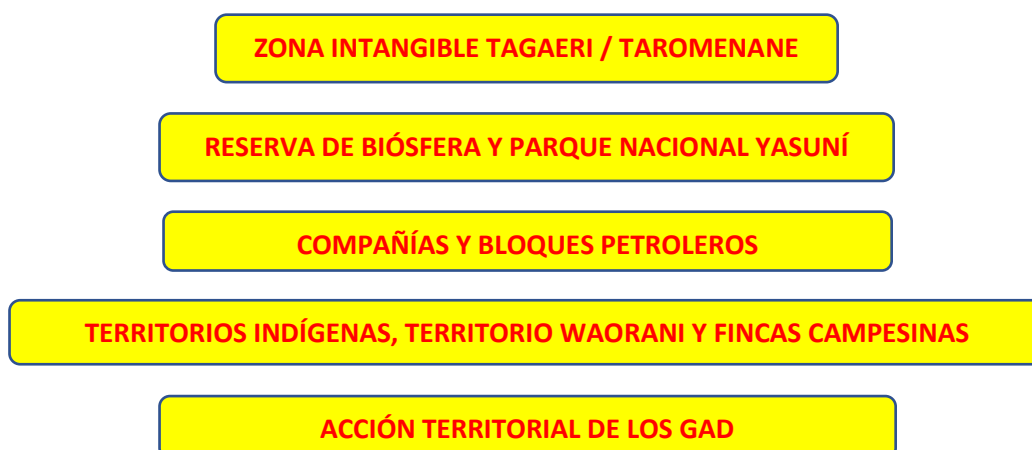 ZONA INTANGIBLE TAGAERI / TAROMENANE
RESERVA DE BIÓSFERA Y PARQUE NACIONAL YASUNÍ
COMPAÑÍAS Y BLOQUES PETROLEROS
TERRITORIOS INDÍGENAS, TERRITORIO WAORANI Y FINCAS CAMPESINAS
ACCIÓN TERRITORIAL DE LOS GAD